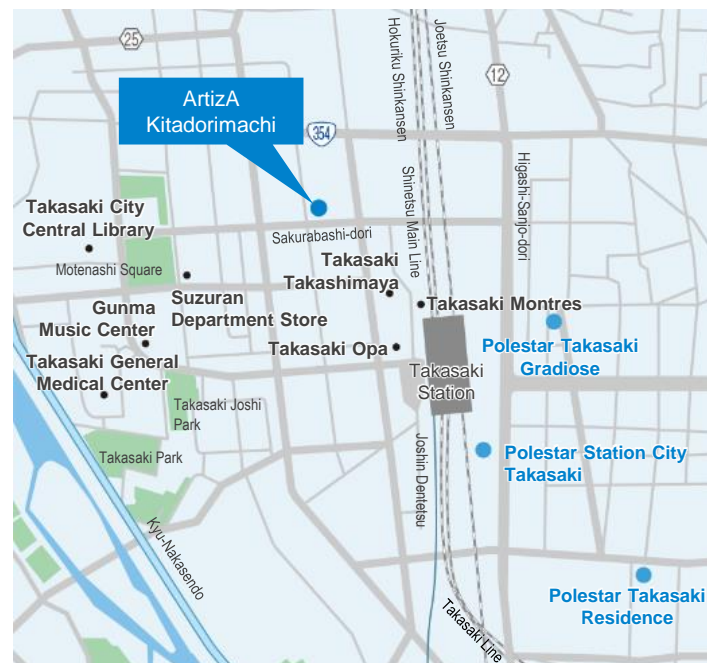 25
Hokuriku Shinkansen
Joetsu Shinkansen
12
ArtizA
Kitadorimachi
354
Higashi-Sanjo-dori
Shinetsu Main Line
Takasaki City
Central Library
Sakurabashi-dori
Motenashi Square
Takasaki
Takashimaya
Suzuran
Department Store
Takasaki Montres
Gunma
Music Center
Takasaki Opa
Polestar Takasaki
Gradiose
Takasaki General
Medical Center
Takasaki
Station
Takasaki Joshi
Park
Joshin Dentetsu
Polestar Station City
Takasaki
Takasaki Park
Kyu-Nakasendo
Polestar Takasaki
Residence
Takasaki Line